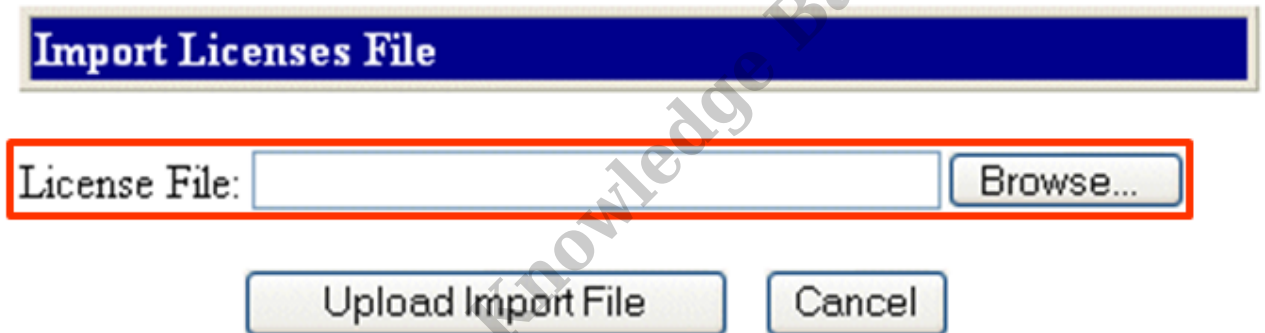 Import Licenses File
License File: Browse...
Upload Import File Cancel
Knowledge